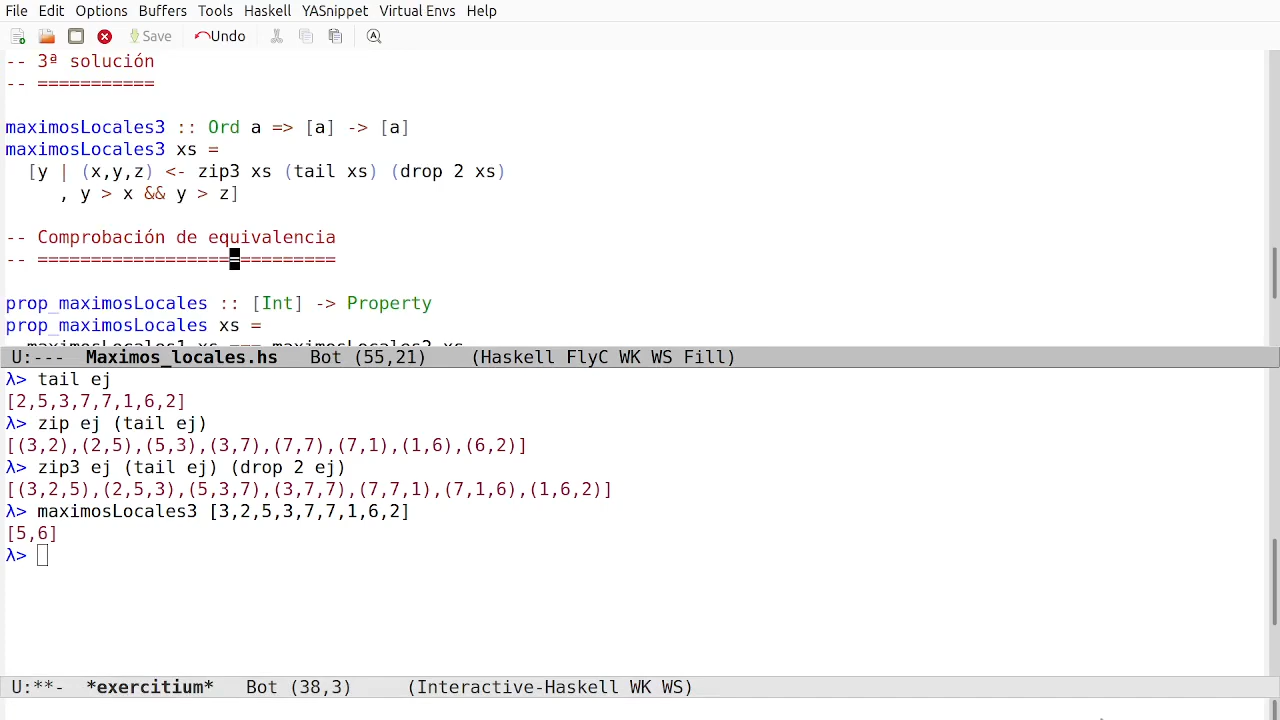 File Edit Options Buffers Tools Haskell YASnippet Virtual Envs Help
Save Undo
-- 3ª solución
-- ===========
maximosLocales3 :: Ord a => [a] -> [a]
maximosLocales3 xs =
[y | (x,y,z) <- zip3 xs (tail xs) (drop 2 xs)
, y > x && y > z]
-- Comprobación de equivalencia
-- ============================
prop_maximosLocales :: [Int] -> Property
prop_maximosLocales xs =
maximosLocales1 xs === maximosLocales2 xs
U:--- Maximos_locales.hs Bot (55,21) (Haskell FlyC WK WS Fill)
λ> tail ej
[2,5,3,7,7,1,6,2]
λ> zip ej (tail ej)
[(3,2),(2,5),(5,3),(3,7),(7,7),(7,1),(1,6),(6,2)]
λ> zip3 ej (tail ej) (drop 2 ej)
[(3,2,5),(2,5,3),(5,3,7),(3,7,7),(7,7,1),(7,1,6),(1,6,2)]
λ> maximosLocales3 [3,2,5,3,7,7,1,6,2]
[5,6]
λ>
U:**- *exercitium* Bot (38,3) (Interactive-Haskell WK WS)